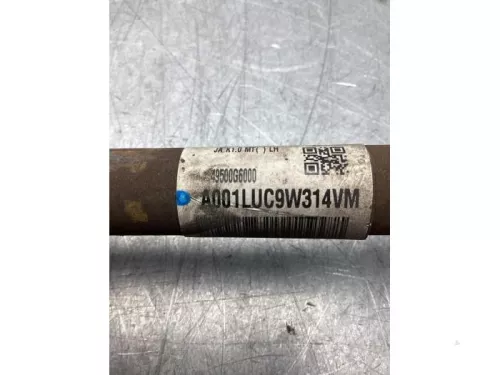 JA K1.0 MT( ) LH
49500G6000
A001LUC9W314VM